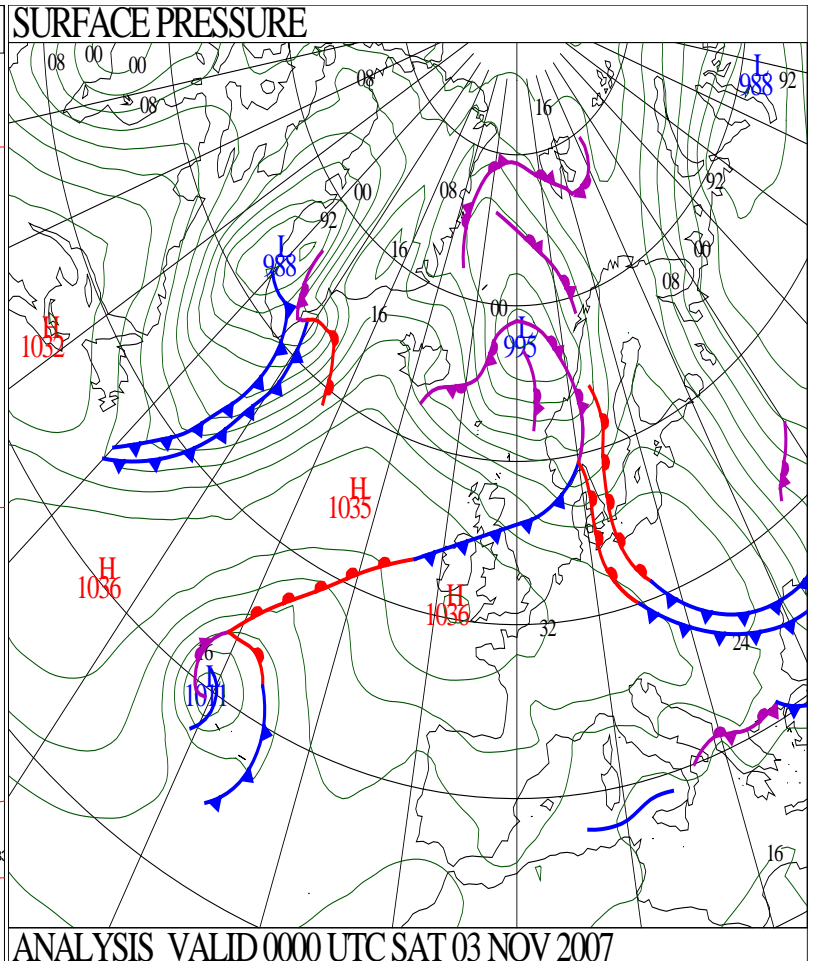 SURFACE PRESSURE
08
00
00
08
08
L
988
92
16
92
08
00
92
L
988
16
00
08
H
1032
16
00
L
995
H
1035
H
1036
H
1036
32
24
16
L
1011
16
ANALYSIS VALID 0000 UTC SAT 03 NOV 2007